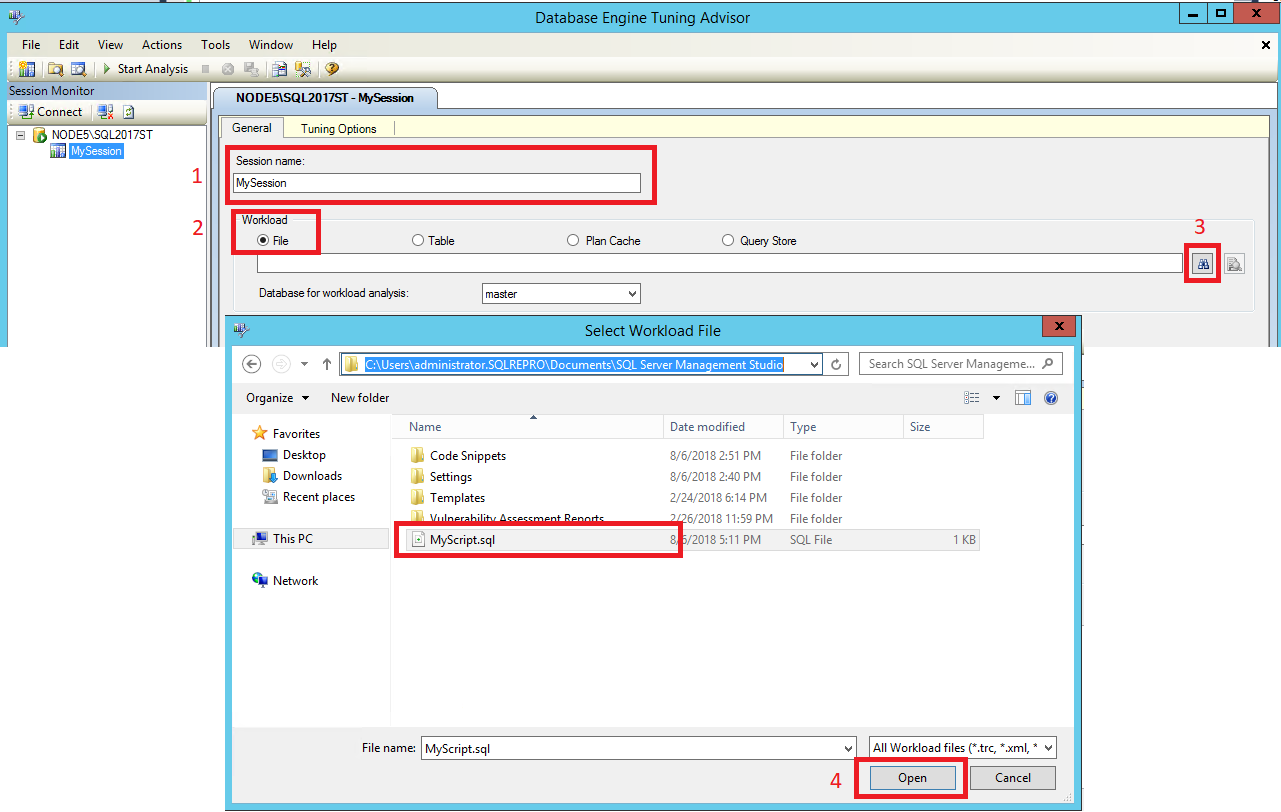 Database Engine Tuning Advisor
File Edit View Actions Tools Window Help
Start Analysis
Session Monitor
Connect
NODE5\SQL2017ST
MySession
NODE5\SQL2017ST - MySession
General Tuning Options
1
Session name:
MySession
2
Workload
3
File Table Plan Cache Query Store
Database for workload analysis: master
Select Workload File
C:\Users\administrator.SQLREPRO\Documents\SQL Server Management Studio
Search SQL Server Manageme...
Organize New folder
Favorites
Desktop
Downloads
Recent places
This PC
Network
Name Date modified Type Size
Code Snippets 8/6/2018 2:51 PM File folder
Settings 8/6/2018 2:40 PM File folder
Templates 2/24/2018 6:14 PM File folder
Vulnerability Assessment Reports 2/26/2018 11:59 PM File folder
MyScript.sql 8/6/2018 5:11 PM SQL File 1 KB
File name: MyScript.sql All Workload files (*.trc, *.xml, *
4
Open Cancel